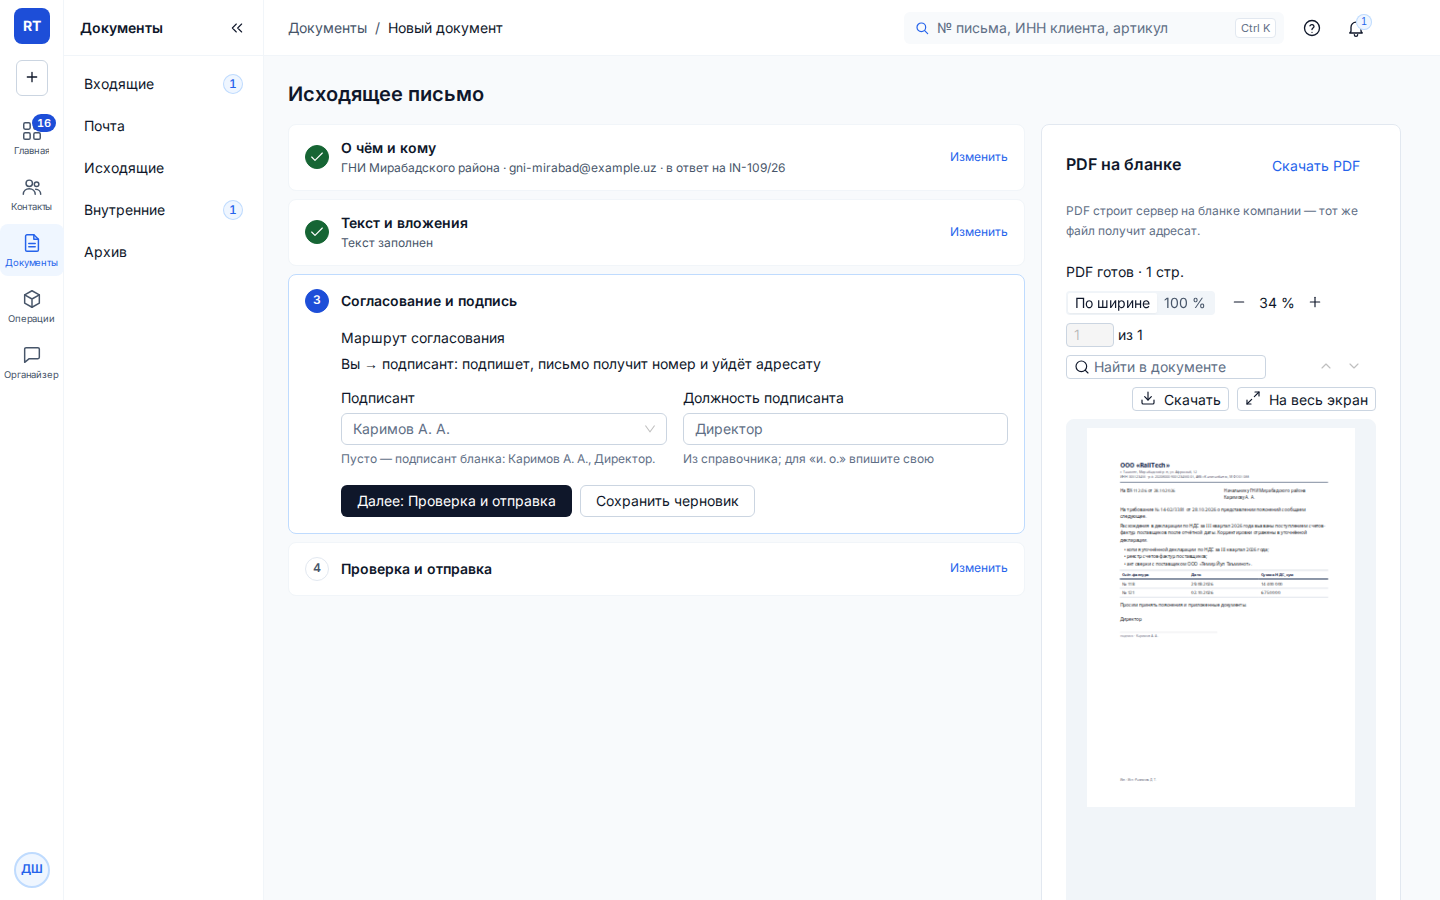 RT
Документы
Документы / Новый документ
№ письма, ИНН клиента, артикул
Ctrl K
1
16
Главная
Контакты
Документы
Операции
Органайзер
ДШ
Входящие
1
Почта
Исходящие
Внутренние
1
Архив
Исходящее письмо
О чём и кому
ГНИ Мирабадского района · gni-mirabad@example.uz · в ответ на IN-109/26
Изменить
Текст и вложения
Текст заполнен
Изменить
3
Согласование и подпись
Маршрут согласования
Вы → подписант: подпишет, письмо получит номер и уйдёт адресату
Подписант
Должность подписанта
Каримов А. А.
Директор
Пусто — подписант бланка: Каримов А. А., Директор.
Из справочника; для «и. о.» впишите свою
Далее: Проверка и отправка
Сохранить черновик
4
Проверка и отправка
Изменить
PDF на бланке
Скачать PDF
PDF строит сервер на бланке компании — тот же
файл получит адресат.
PDF готов · 1 стр.
По ширине 100 %
34 %
1 из 1
Найти в документе
Скачать
На весь экран
ООО «RailTech»
Директор